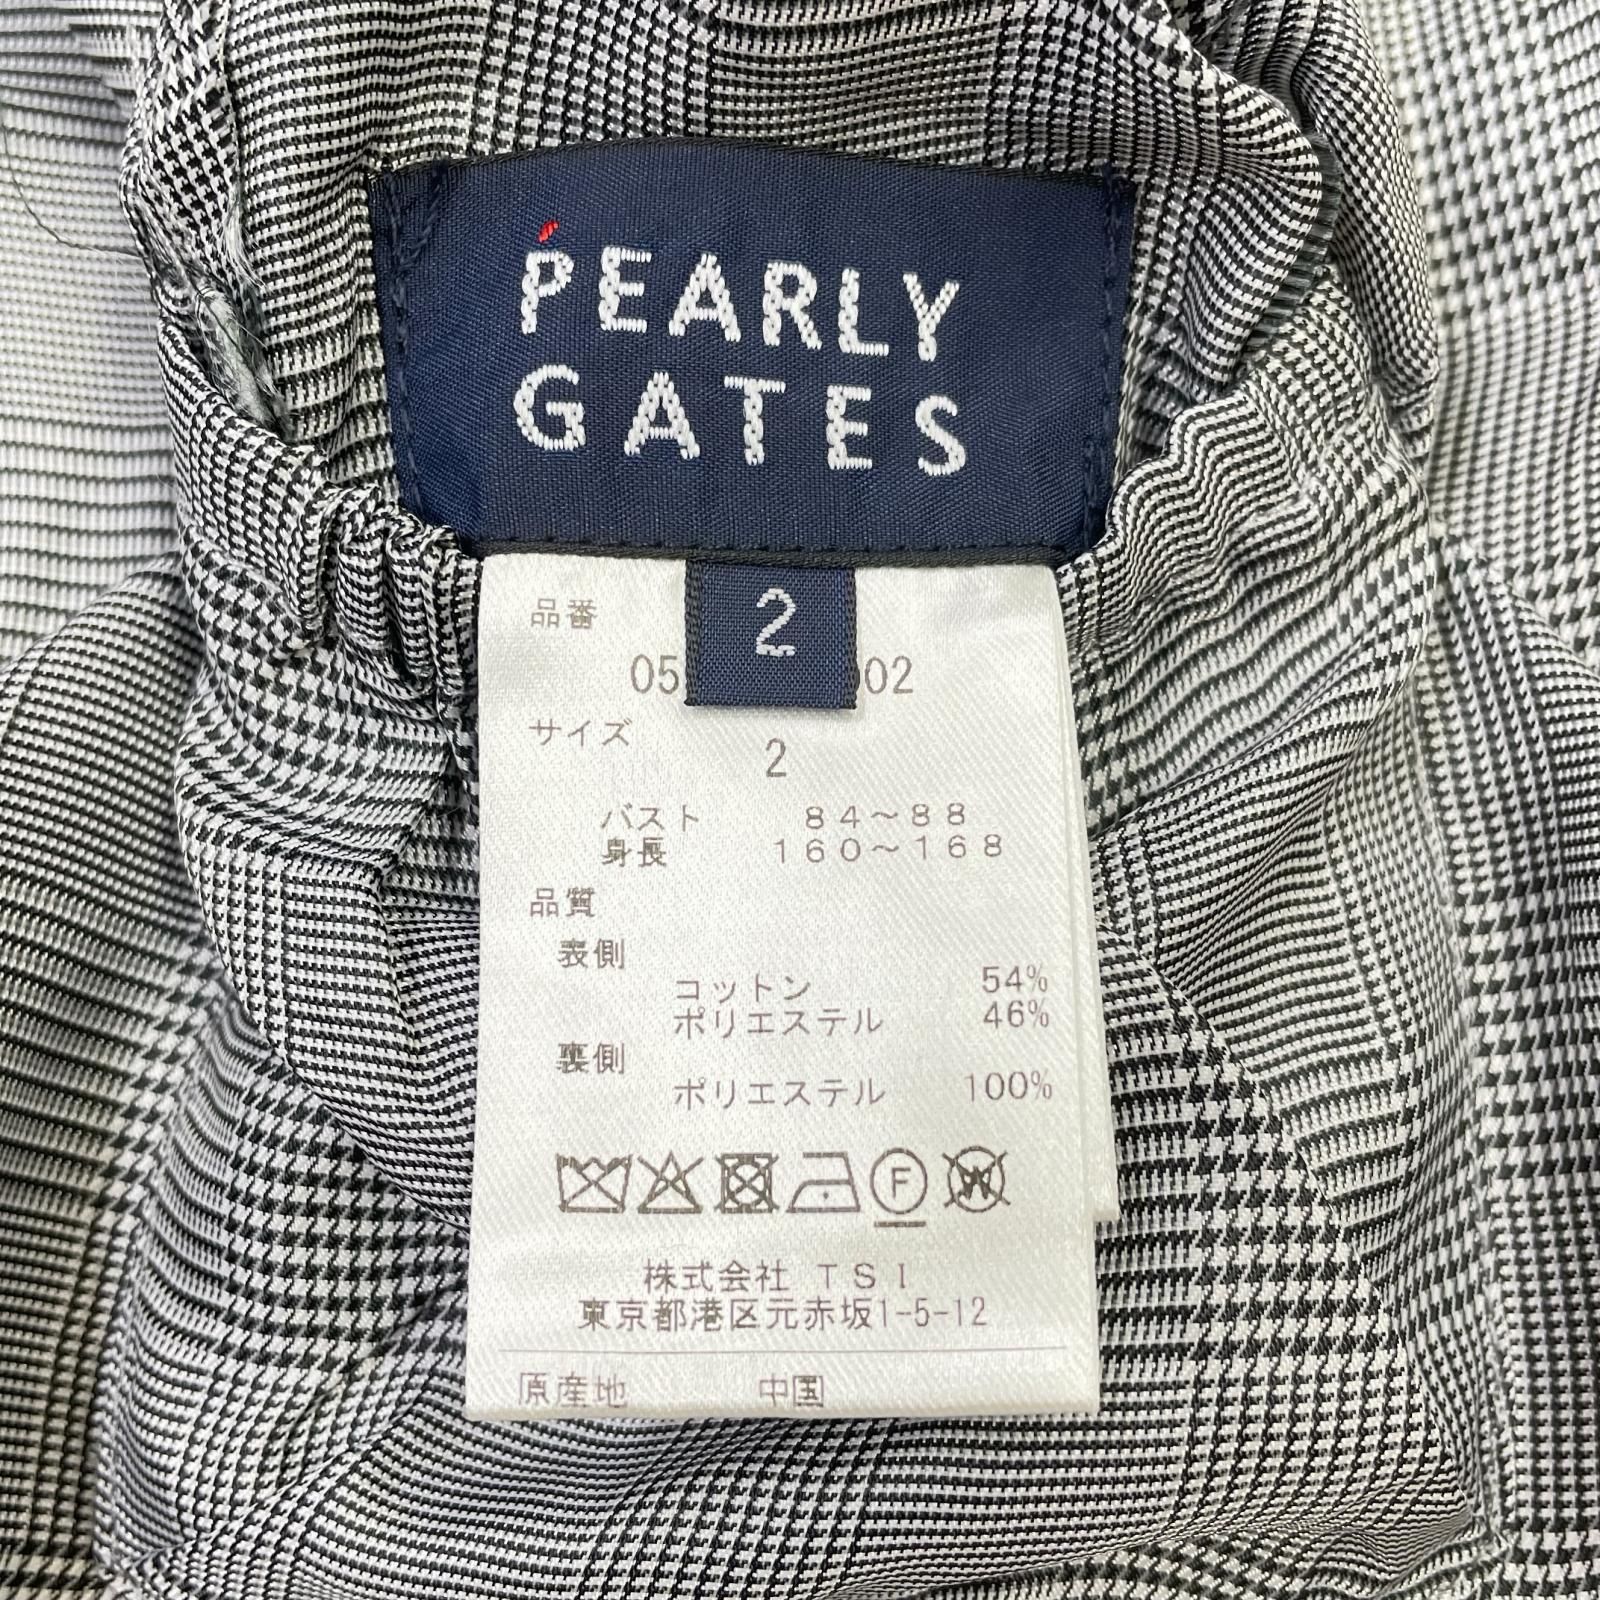 PEARLY
GATES
2
品番
05 02
サイズ
2
バスト 84～88
身長 160～168
品質
表側
コットン 54%
ポリエステル 46%
裏側
ポリエステル 100%
F W
株式会社 TSI
東京都港区元赤坂1-5-12
原産地 中国